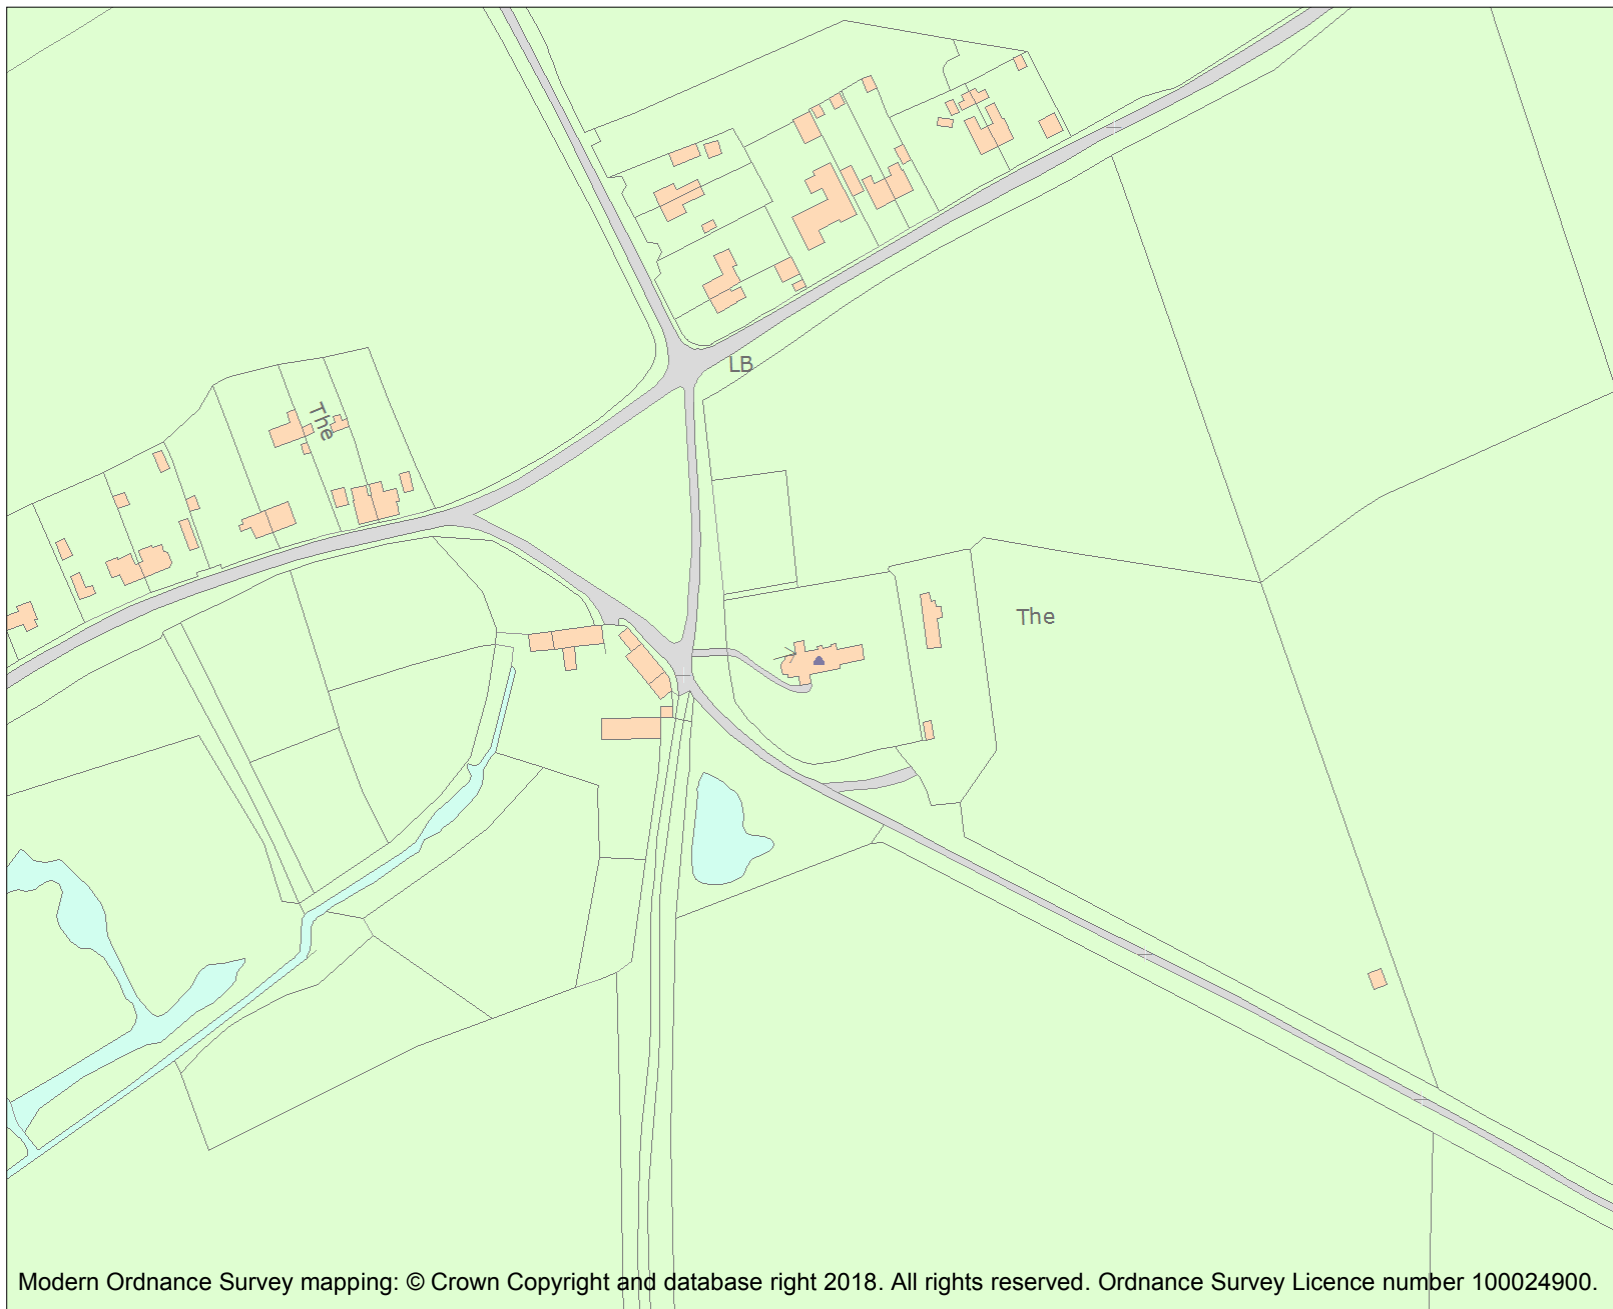 LB
The
The
Modern Ordnance Survey mapping: © Crown Copyright and database right 2018. All rights reserved. Ordnance Survey Licence number 100024900.